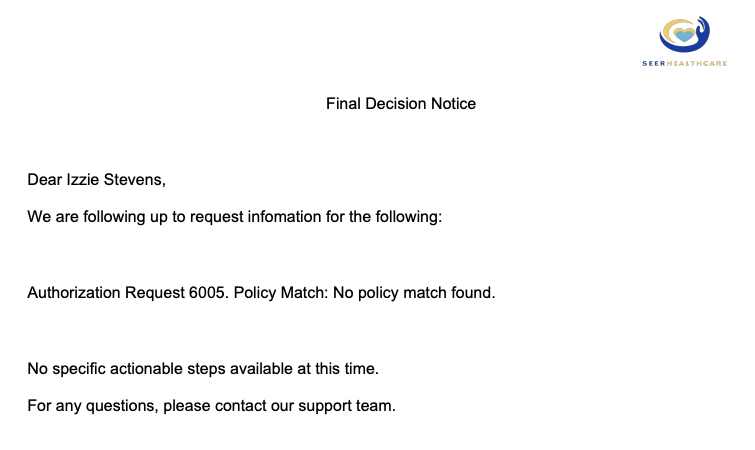 SEERHEALTHCARE
Final Decision Notice
Dear Izzie Stevens,
We are following up to request infomation for the following:
Authorization Request 6005. Policy Match: No policy match found.
No specific actionable steps available at this time.
For any questions, please contact our support team.